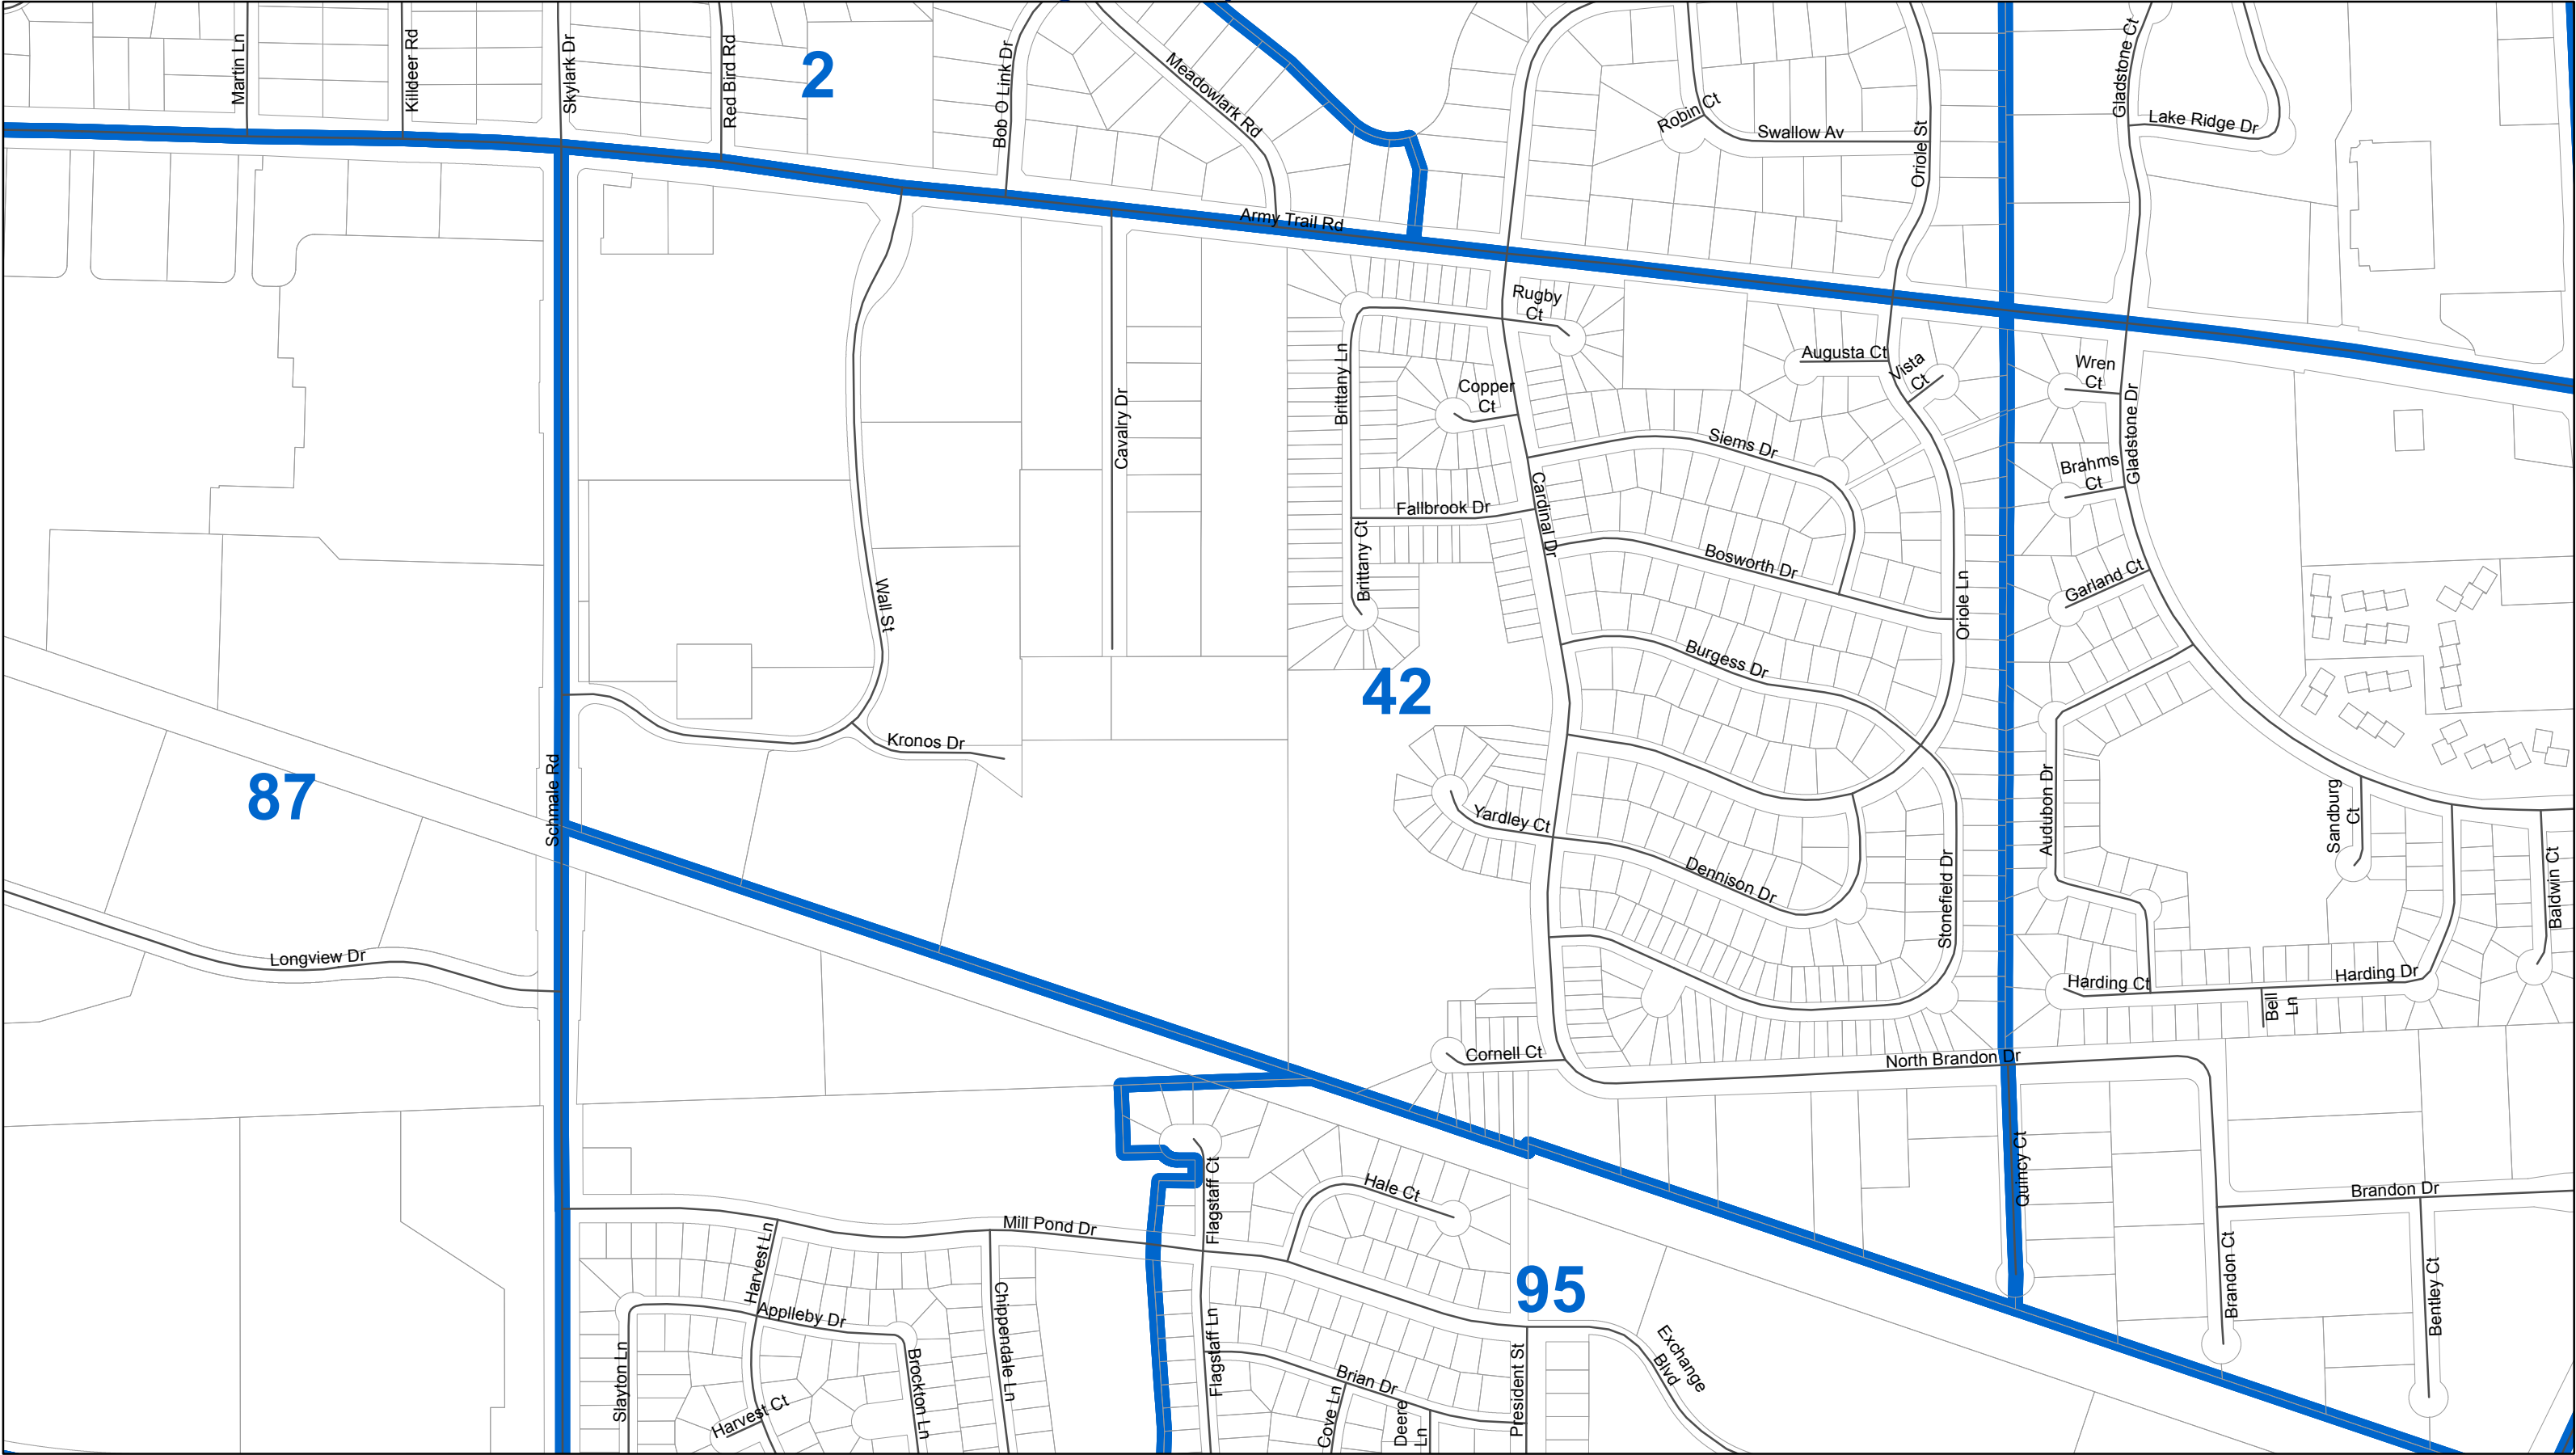 Martin Ln
Killdeer Rd
Skylark Dr
Red Bird Rd
2
Bob O Link Dr
Meadowlark Rd
Robin Ct
Swallow Av
Oriole St
Gladstone Ct
Lake Ridge Dr
Army Trail Rd
Rugby
Ct
Augusta Ct
Vista
Ct
Wren
Ct
Brittany Ln
Copper
Ct
Cavalry Dr
Gladstone Dr
Siems Dr
Brahms
Ct
Cardinal Dr
Fallbrook Dr
Brittany Ct
Bosworth Dr
Garland Ct
Wall St
Oriole Ln
Burgess Dr
42
Kronos Dr
87
Schmale Rd
Yardley Ct
Audubon Dr
Sandburg
Ct
Dennison Dr
Stonefield Dr
Baldwin Ct
Longview Dr
Harding Ct
Harding Dr
Bell
Ln
Cornell Ct
North Brandon Dr
Quincy Ct
Flagstaff Ct
Hale Ct
Brandon Dr
Mill Pond Dr
Harvest Ln
95
Brandon Ct
Bentley Ct
Applleby Dr
Chippendale Ln
Flagstaff Ln
Exchange
Blvd
Slayton Ln
Brockton Ln
Brian Dr
President St
Harvest Ct
Cove Ln
Deere
Ln